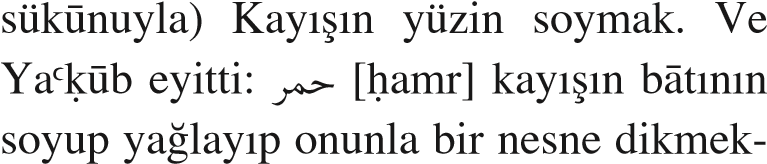 sükūnuyla) Kayışın yüzin soymak. Ve
Yaʿḳūb eyitti: حمر [ḥamr] kayışın bātının
soyup yağlayıp onunla bir nesne dikmek-